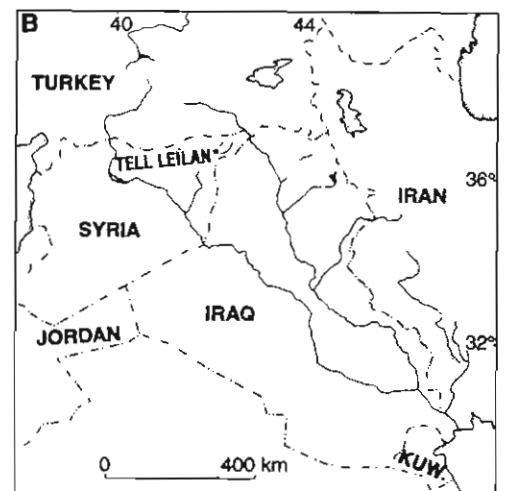 B
40
44
TURKEY
TELL LEILAN*
36°
IRAN
SYRIA
IRAQ
JORDAN
32°
KUW.
0 400 km